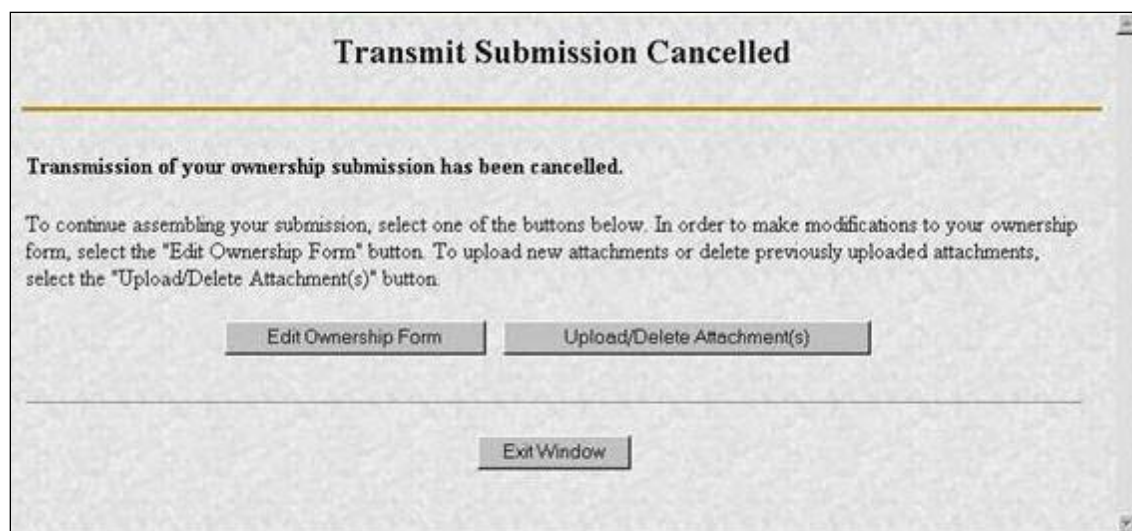 Transmit Submission Cancelled
Transmission of your ownership submission has been cancelled.
To continue assembling your submission, select one of the buttons below. In order to make modifications to your ownership
form, select the "Edit Ownership Form" button. To upload new attachments or delete previously uploaded attachments,
select the "Upload/Delete Attachment(s)" button.
Edit Ownership Form Upload/Delete Attachment(s)
Exit Window